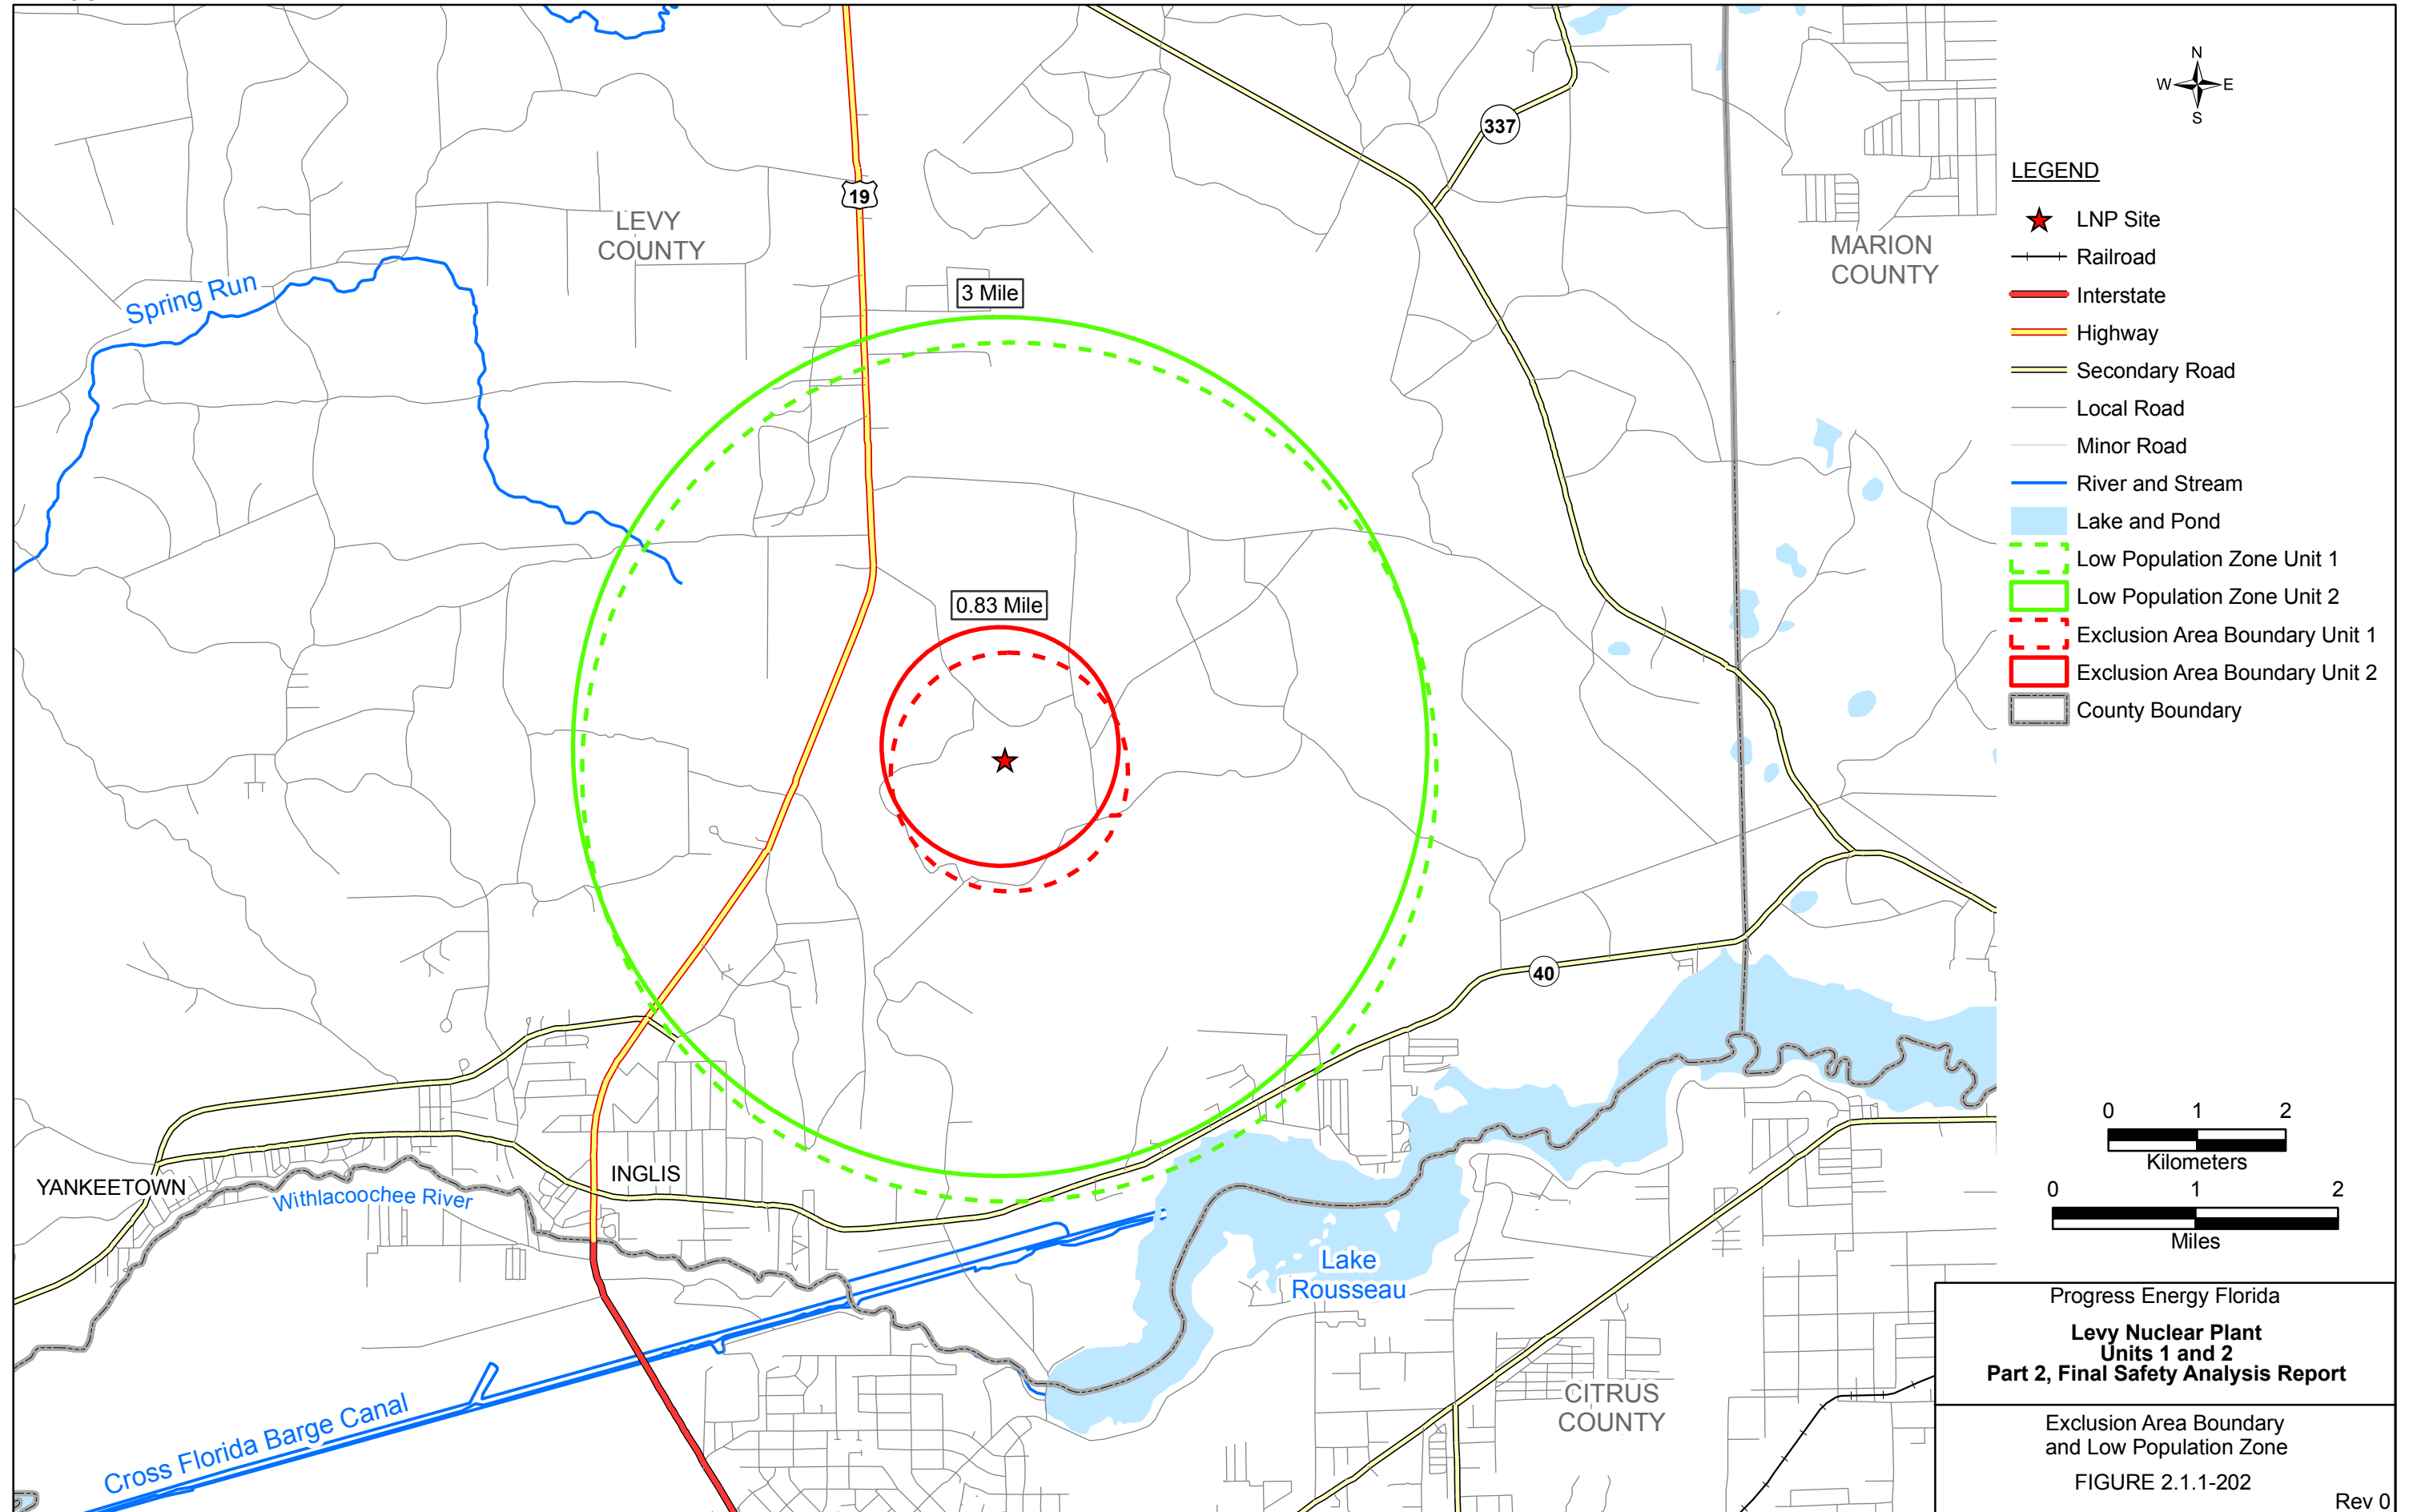 N
W E
S
337
19
LEVY
COUNTY
MARION
COUNTY
Spring Run
3 Mile
0.83 Mile
40
YANKEETOWN
INGLIS
Withlacoochee River
Lake
Rousseau
CITRUS
COUNTY
Cross Florida Barge Canal
LEGEND
LNP Site
Railroad
Interstate
Highway
Secondary Road
Local Road
Minor Road
River and Stream
Lake and Pond
Low Population Zone Unit 1
Low Population Zone Unit 2
Exclusion Area Boundary Unit 1
Exclusion Area Boundary Unit 2
County Boundary
0 1 2
Kilometers
0 1 2
Miles
Progress Energy Florida
Levy Nuclear Plant
Units 1 and 2
Part 2, Final Safety Analysis Report
Exclusion Area Boundary
and Low Population Zone
FIGURE 2.1.1-202
Rev 0